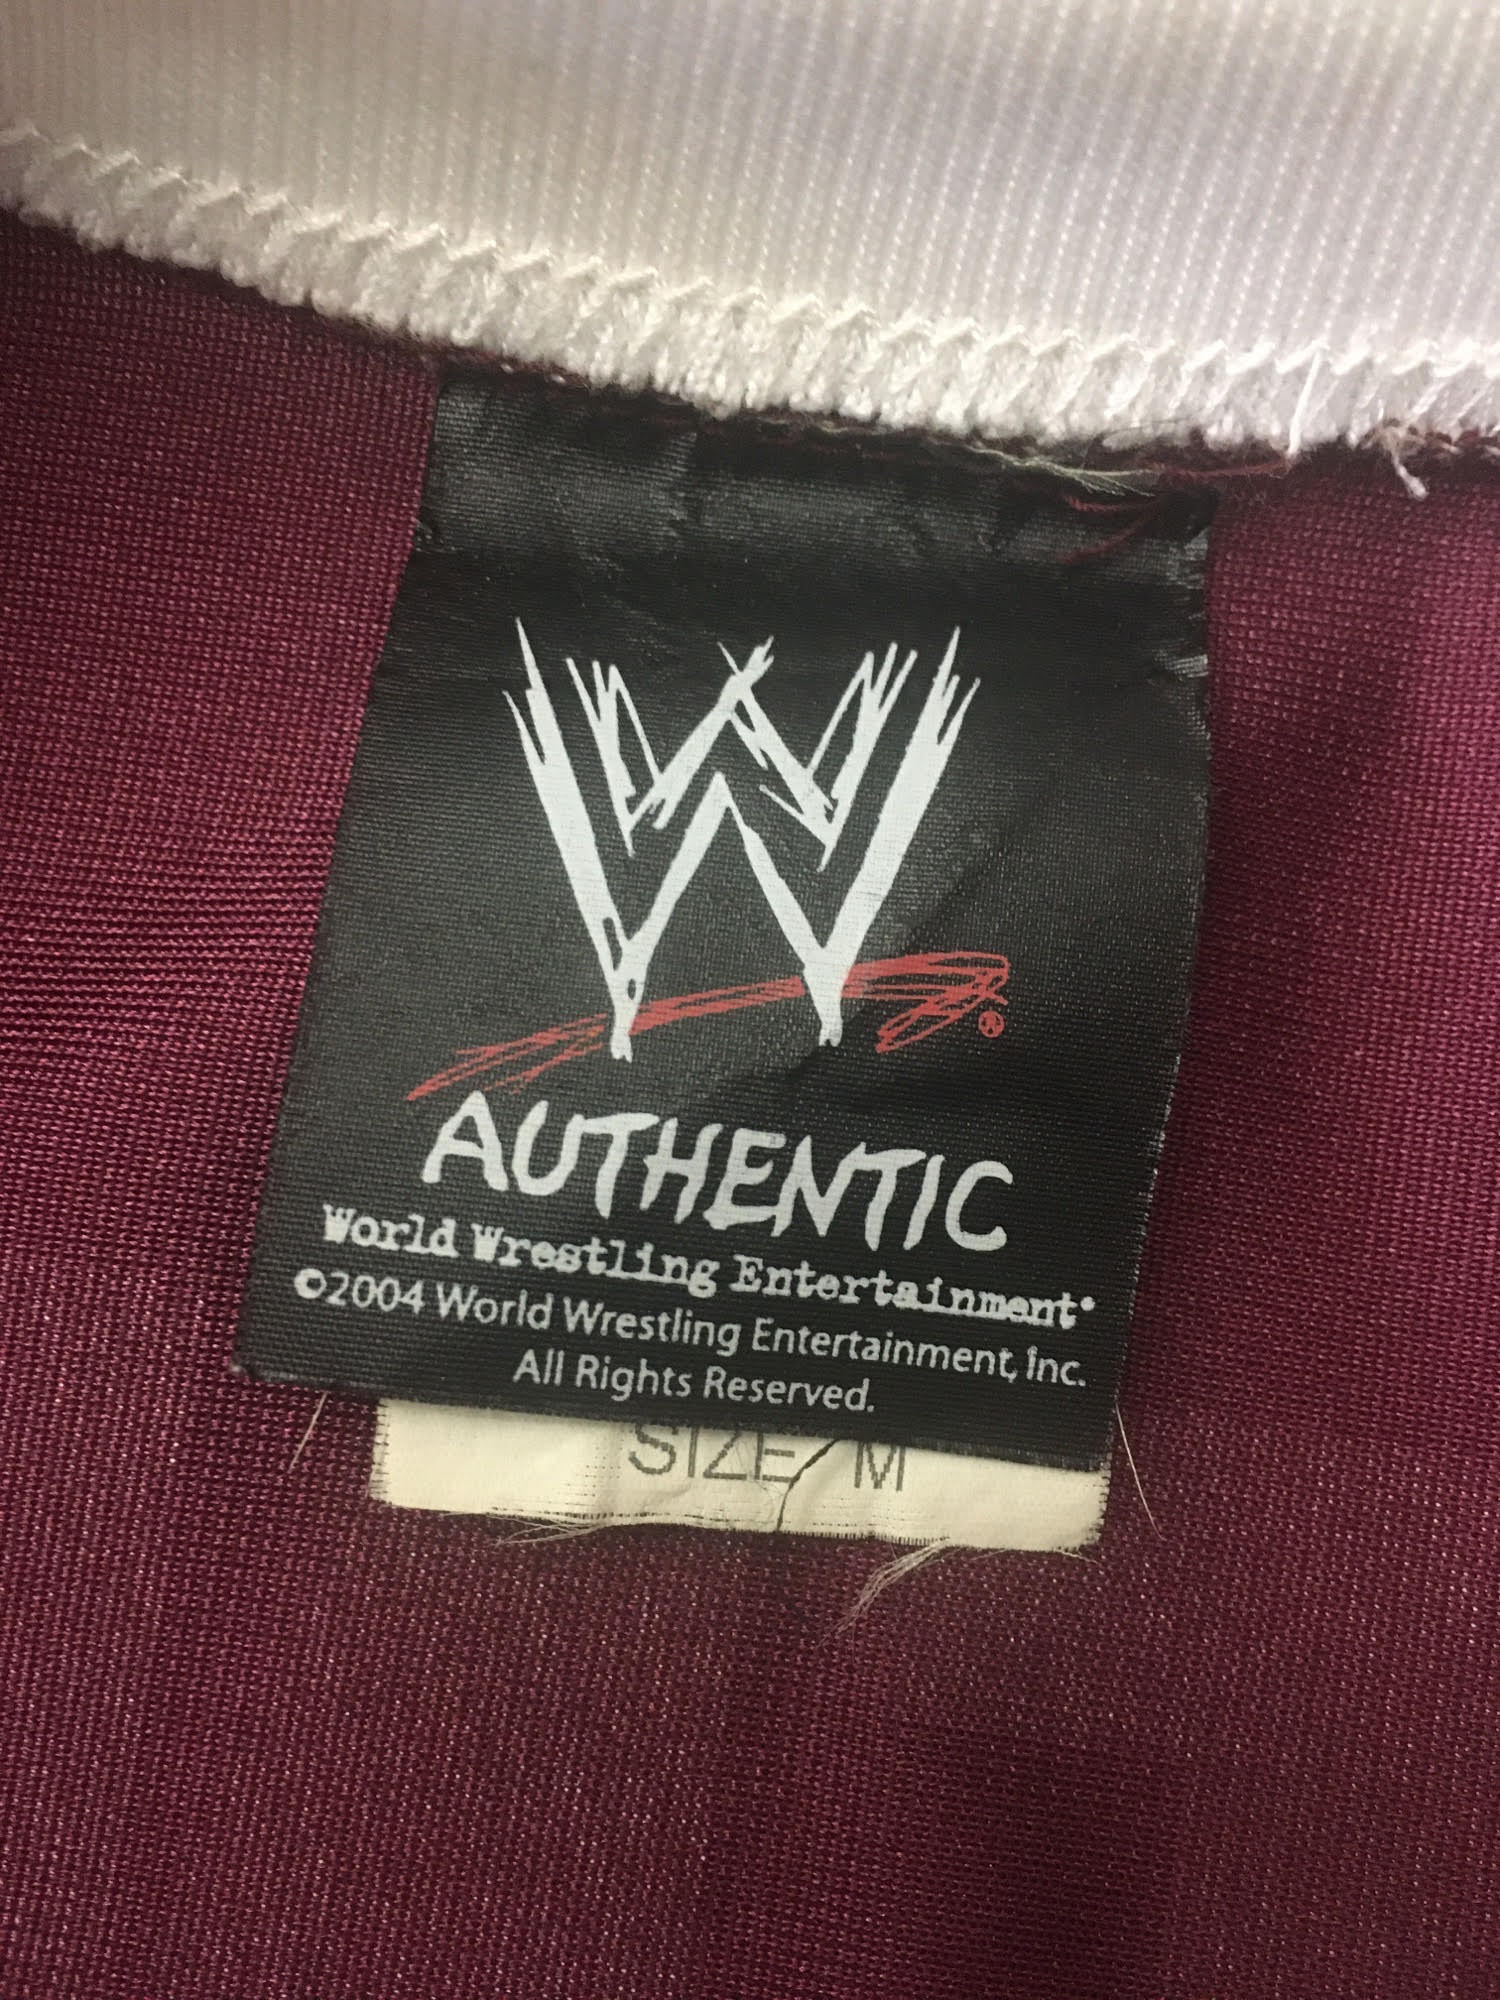 W
®
AUTHENTIC
World Wrestling Entertainment®
©2004 World Wrestling Entertainment, Inc.
All Rights Reserved.
SIZE M